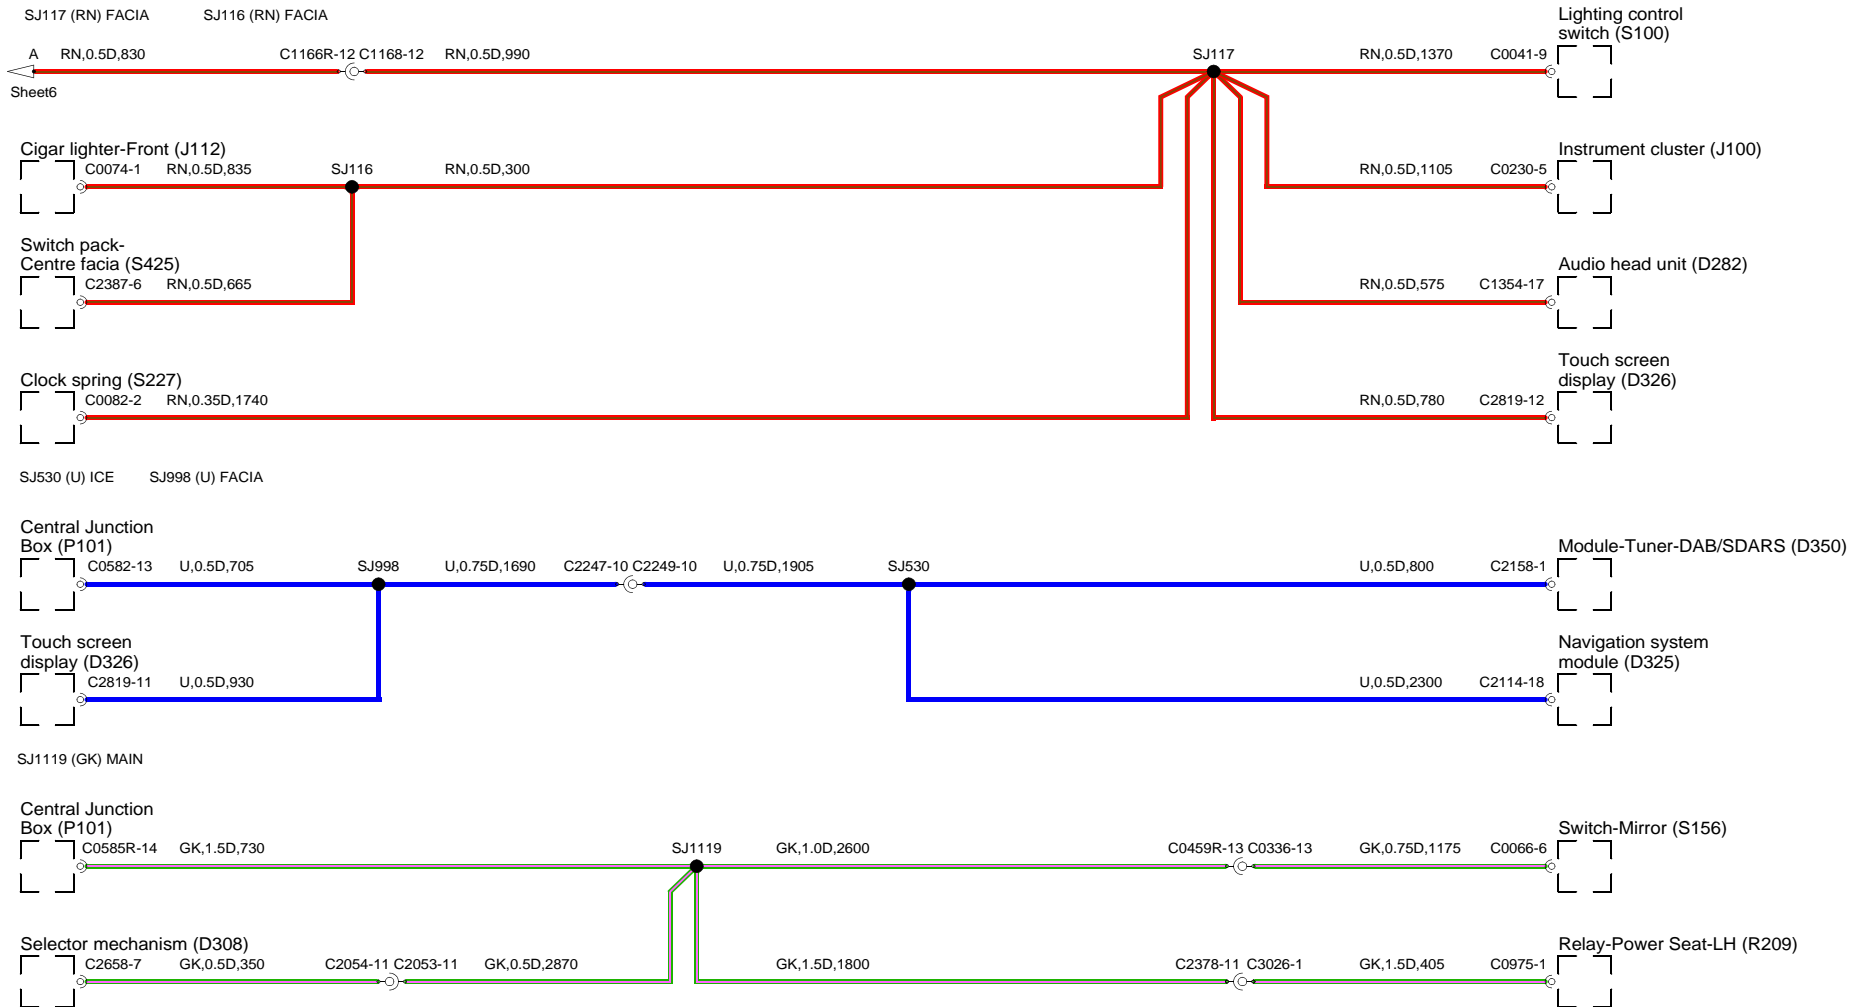 SJ117 (RN) FACIA SJ116 (RN) FACIA
Lighting control
switch (S100)
A RN,0.5D,830 C1166R-12 C1168-12 RN,0.5D,990 SJ117 RN,0.5D,1370 C0041-9
Sheet6
Cigar lighter-Front (J112) Instrument cluster (J100)
C0074-1 RN,0.5D,835 SJ116 RN,0.5D,300 RN,0.5D,1105 C0230-5
Switch pack-
Centre facia (S425) Audio head unit (D282)
C2387-6 RN,0.5D,665 RN,0.5D,575 C1354-17
Touch screen
Clock spring (S227) display (D326)
C0082-2 RN,0.35D,1740 RN,0.5D,780 C2819-12
SJ530 (U) ICE SJ998 (U) FACIA
Central Junction
Box (P101) Module-Tuner-DAB/SDARS (D350)
C0582-13 U,0.5D,705 SJ998 U,0.75D,1690 C2247-10 C2249-10 U,0.75D,1905 SJ530 U,0.5D,800 C2158-1
Touch screen Navigation system
display (D326) module (D325)
C2819-11 U,0.5D,930 U,0.5D,2300 C2114-18
SJ1119 (GK) MAIN
Central Junction
Box (P101) Switch-Mirror (S156)
C0585R-14 GK,1.5D,730 SJ1119 GK,1.0D,2600 C0459R-13 C0336-13 GK,0.75D,1175 C0066-6
Selector mechanism (D308) Relay-Power Seat-LH (R209)
C2658-7 GK,0.5D,350 C2054-11 C2053-11 GK,0.5D,2870 GK,1.5D,1800 C2378-11 C3026-1 GK,1.5D,405 C0975-1